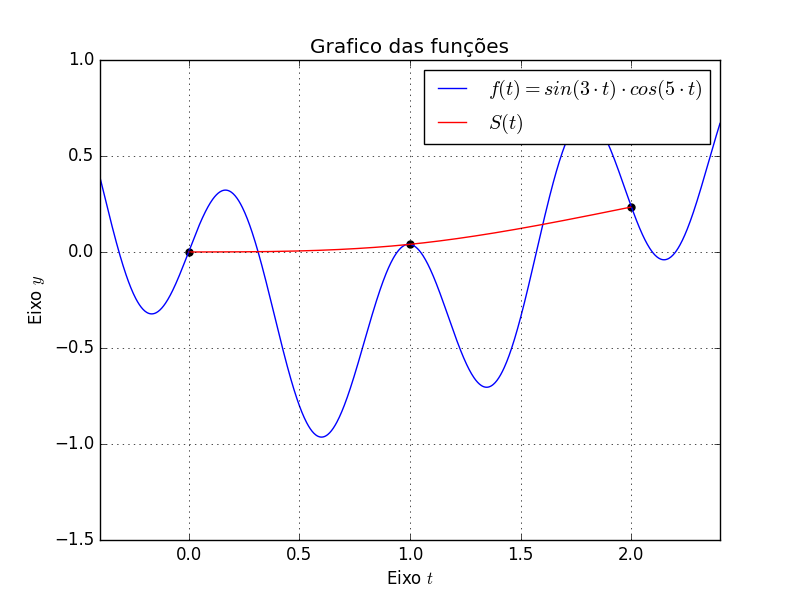 Grafico das funções
f(t) = sin(3 · t) · cos(5 · t)
S(t)
1.0
0.5
0.0
−0.5
−1.0
−1.5
Eixo y
0.0 0.5 1.0 1.5 2.0
Eixo t